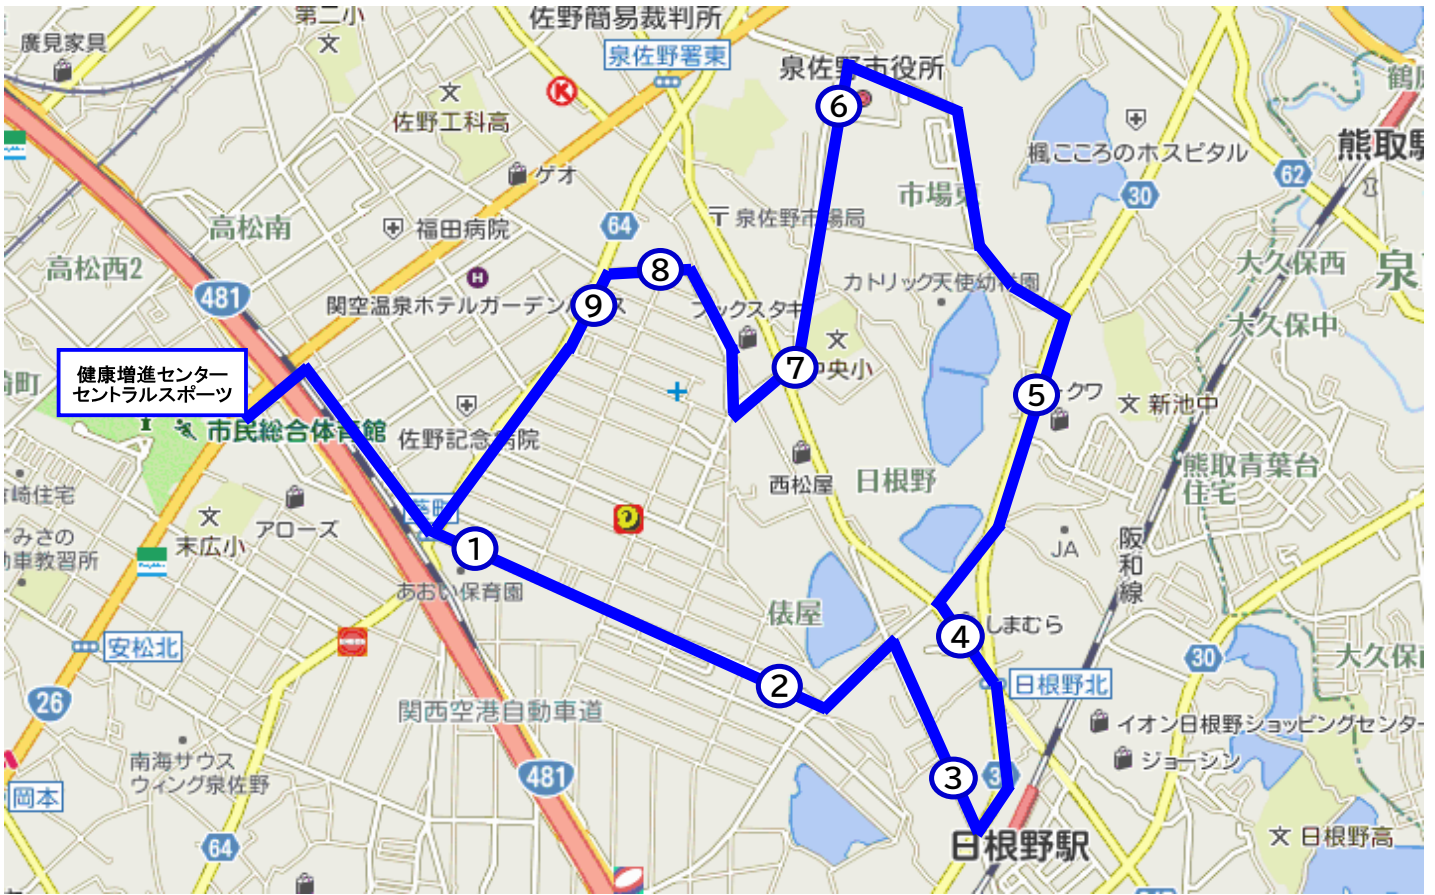 第二小
佐野簡易裁判所
廣見家具
泉佐野署東
泉佐野市役所
佐野工科高
6
熊取駅
楓こころのホスピタル
ゲオ
62
30
市場東
高松南
福田病院
64
泉佐野市場局
高松西2
8
大久保西
481
H
カトリック天使幼稚園
関空温泉ホテルガーデン
9
ブックスタキ
大久保中
健康増進センター
セントラルスポーツ
7
中央小
5
クワ
新池中
市民総合体育館
佐野記念病院
西松屋
日根野
熊取青葉台
住宅
崎住宅
アローズ
末広小
1
JA
阪和線
あおい保育園
俵屋
しまむら
4
安松北
30
2
日根野北
26
関西空港自動車道
イオン日根野ショッピングセンター
南海サウス
ウィング泉佐野
481
3
ジョーシン
岡本
64
日根野駅
日根野高